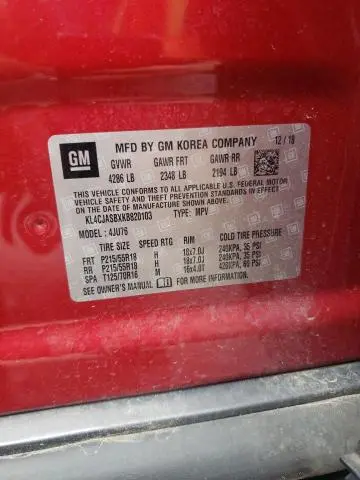 GM
MFD BY GM KOREA COMPANY 12 / 18
GVWR GAWR FRT GAWR RR
4286 LB 2348 LB 2194 LB
THIS VEHICLE CONFORMS TO ALL APPLICABLE U.S. FEDERAL MOTOR
VEHICLE SAFETY, BUMPER, AND THEFT PREVENTION STANDARDS IN
EFFECT ON THE DATE OF MANUFACTURE SHOWN ABOVE.
KL4CJASBXKB820103 TYPE: MPV
MODEL: 4JU76
TIRE SIZE SPEED RTG RIM COLD TIRE PRESSURE
FRT P215/55R18 H 18x7.0J 240KPA, 35 PSI
RR P215/55R18 H 18x7.0J 240KPA, 35 PSI
SPA T125/70R16 M 16x4.0T 420KPA, 60 PSI
SEE OWNER'S MANUAL FOR MORE INFORMATION.